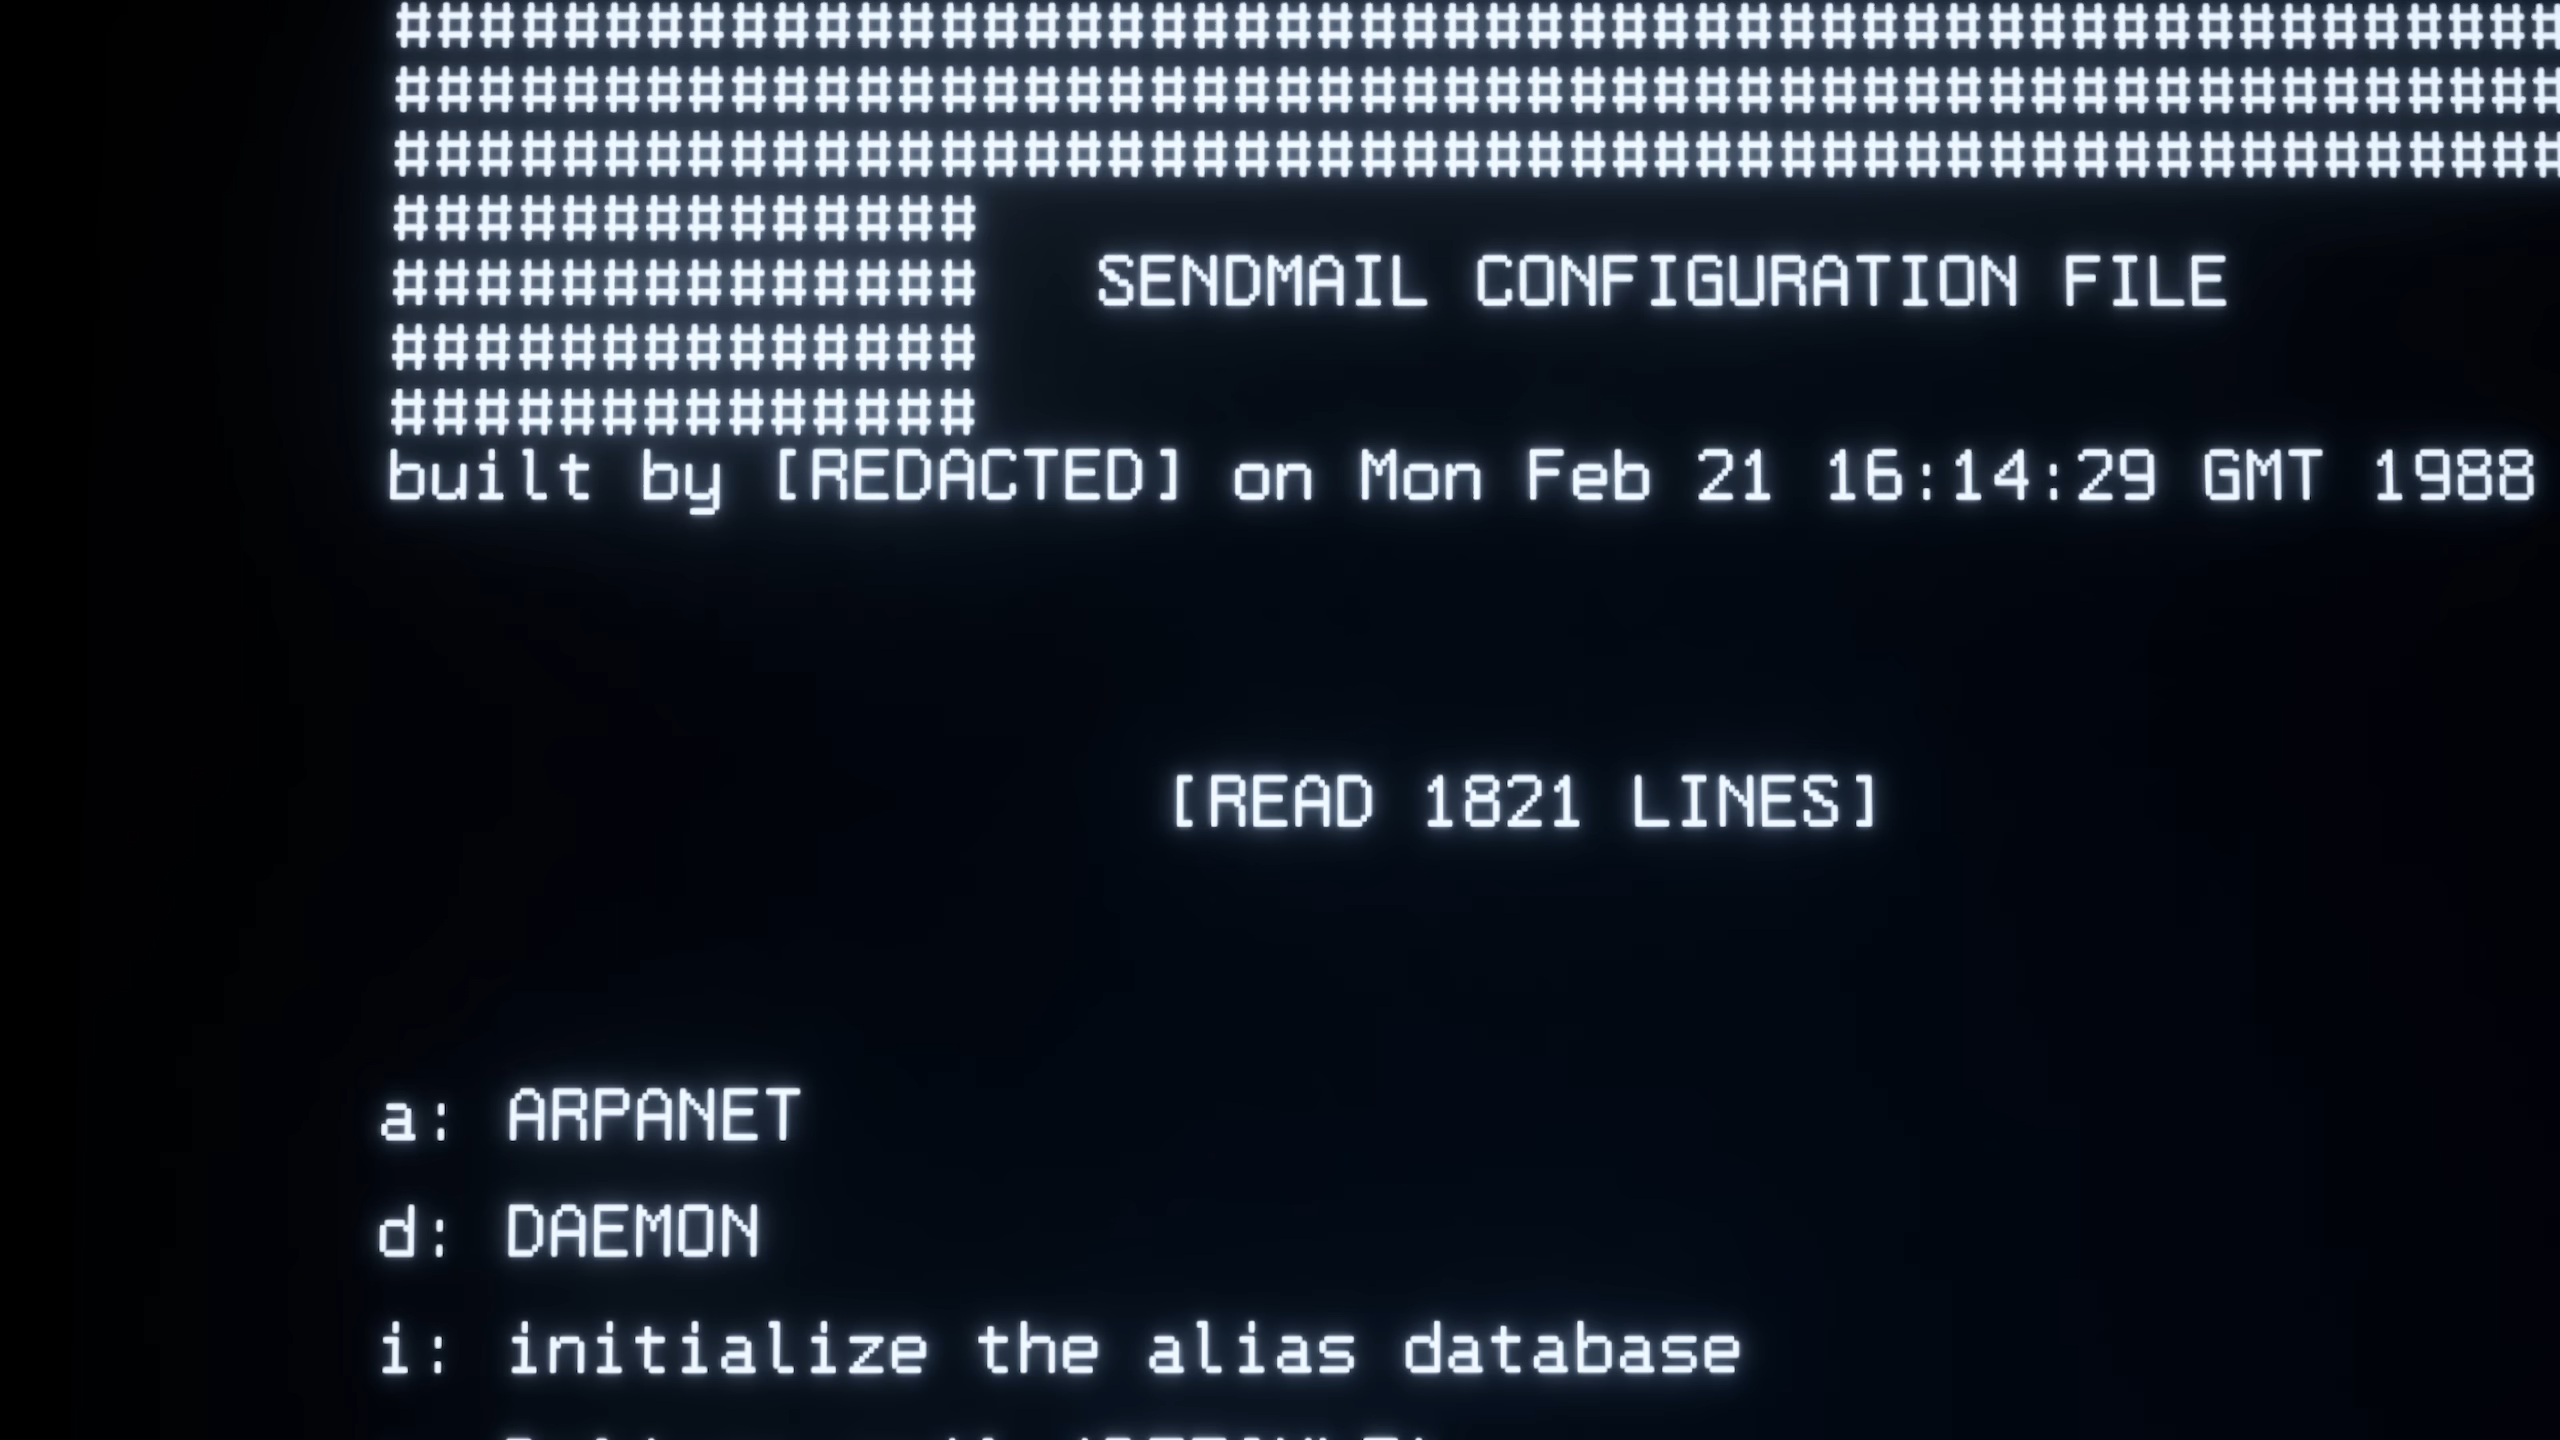 ####################################################
####################################################
####################################################
##############
############## SENDMAIL CONFIGURATION FILE
##############
##############
built by [REDACTED] on Mon Feb 21 16:14:29 GMT 1988
[READ 1821 LINES]
a: ARPANET
d: DAEMON
i: initialize the alias database